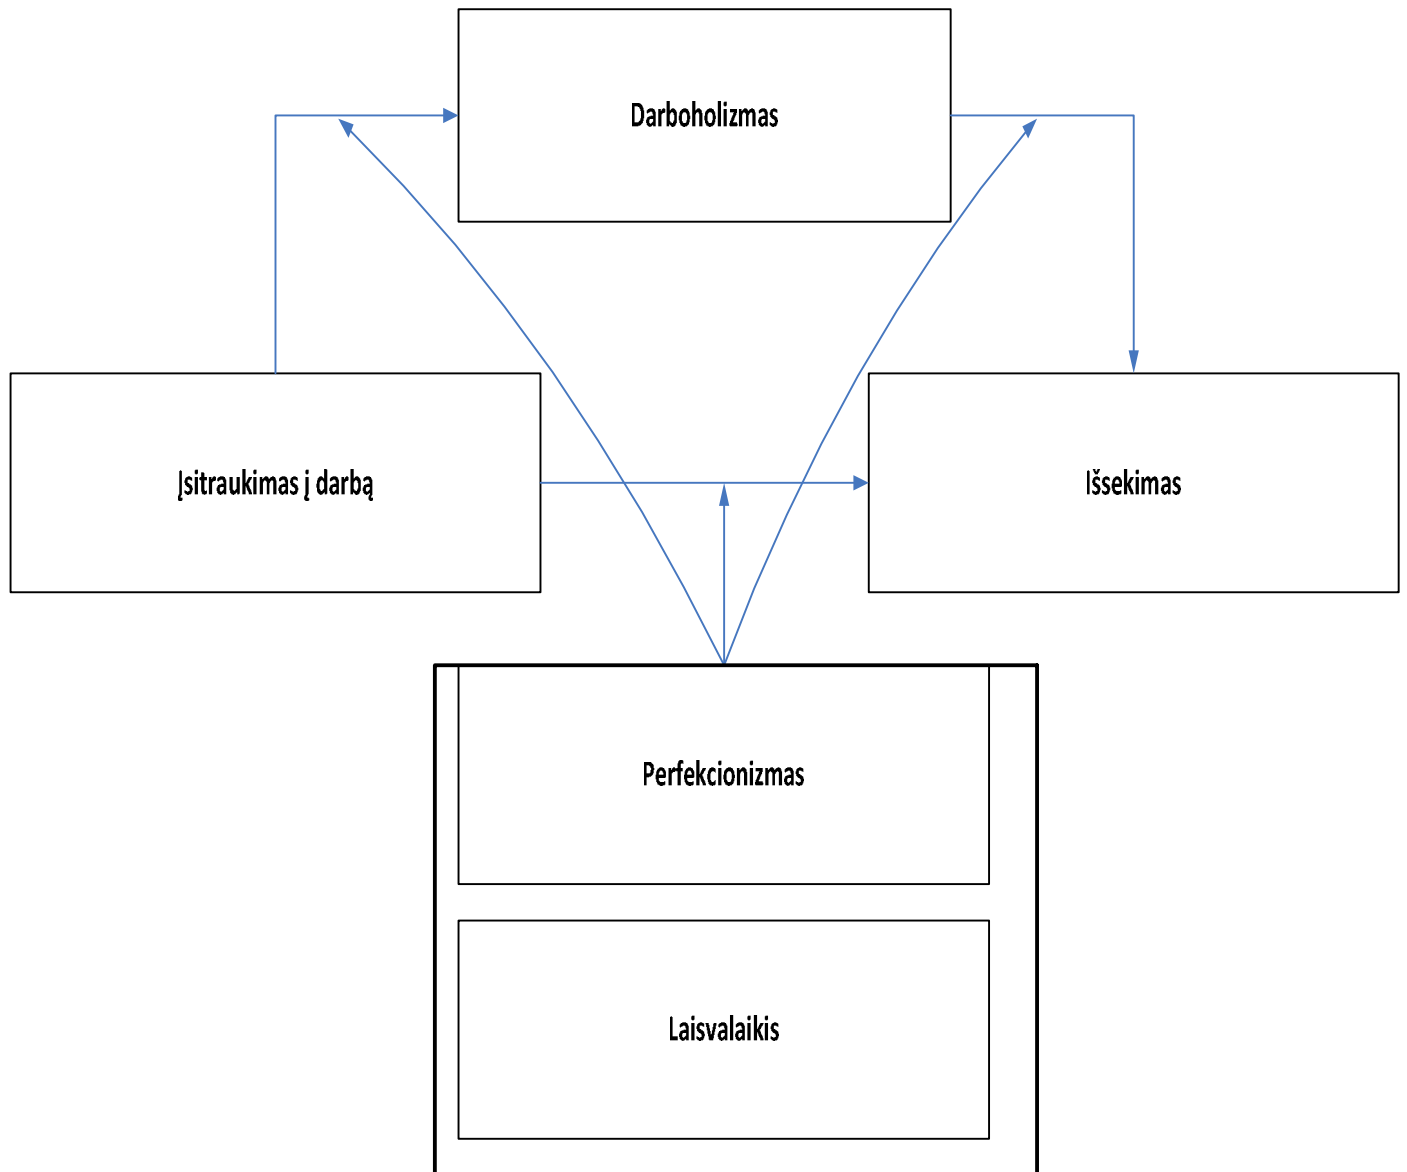 Darboholizmas
Įsitraukimas į darbą
Išsekimas
Perfekcionizmas
Laisvalaikis